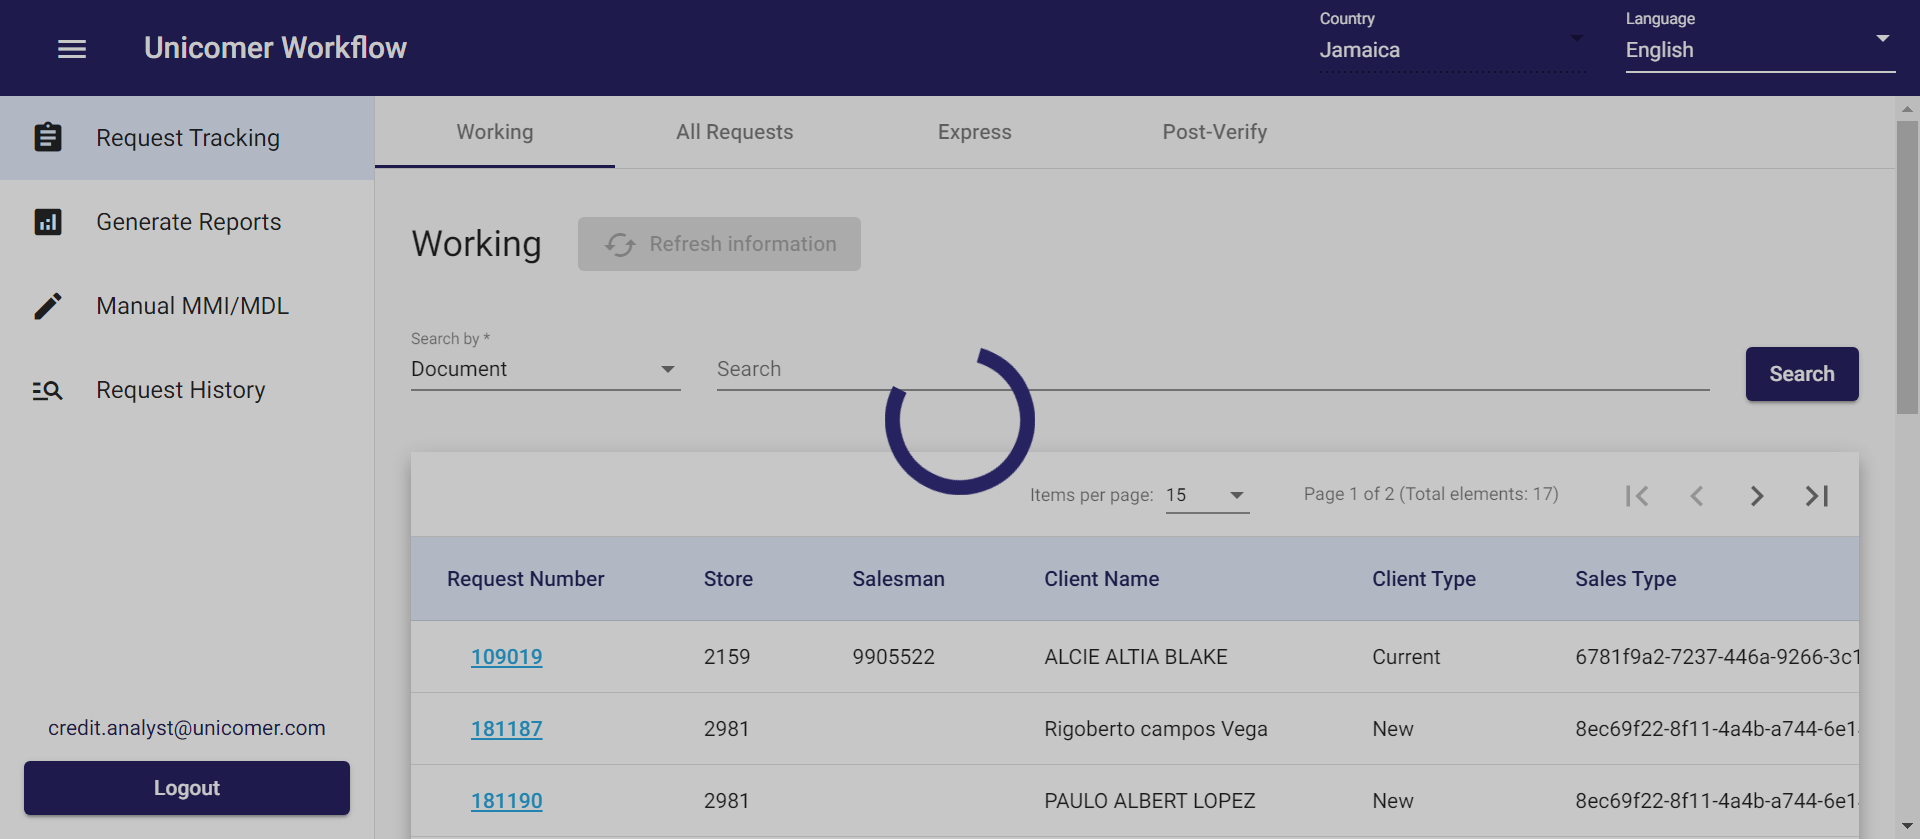 Unicomer Workflow
Country
Jamaica
Language
English
Request Tracking
Generate Reports
Manual MMI/MDL
Request History
credit.analyst@unicomer.com
Logout
Working All Requests Express Post-Verify
Working Refresh information
Search by *
Document Search Search
Items per page: 15 Page 1 of 2 (Total elements: 17)
Request Number Store Salesman Client Name Client Type Sales Type
109019 2159 9905522 ALCIE ALTIA BLAKE Current 6781f9a2-7237-446a-9266-3c1
181187 2981 Rigoberto campos Vega New 8ec69f22-8f11-4a4b-a744-6e1
181190 2981 PAULO ALBERT LOPEZ New 8ec69f22-8f11-4a4b-a744-6e1